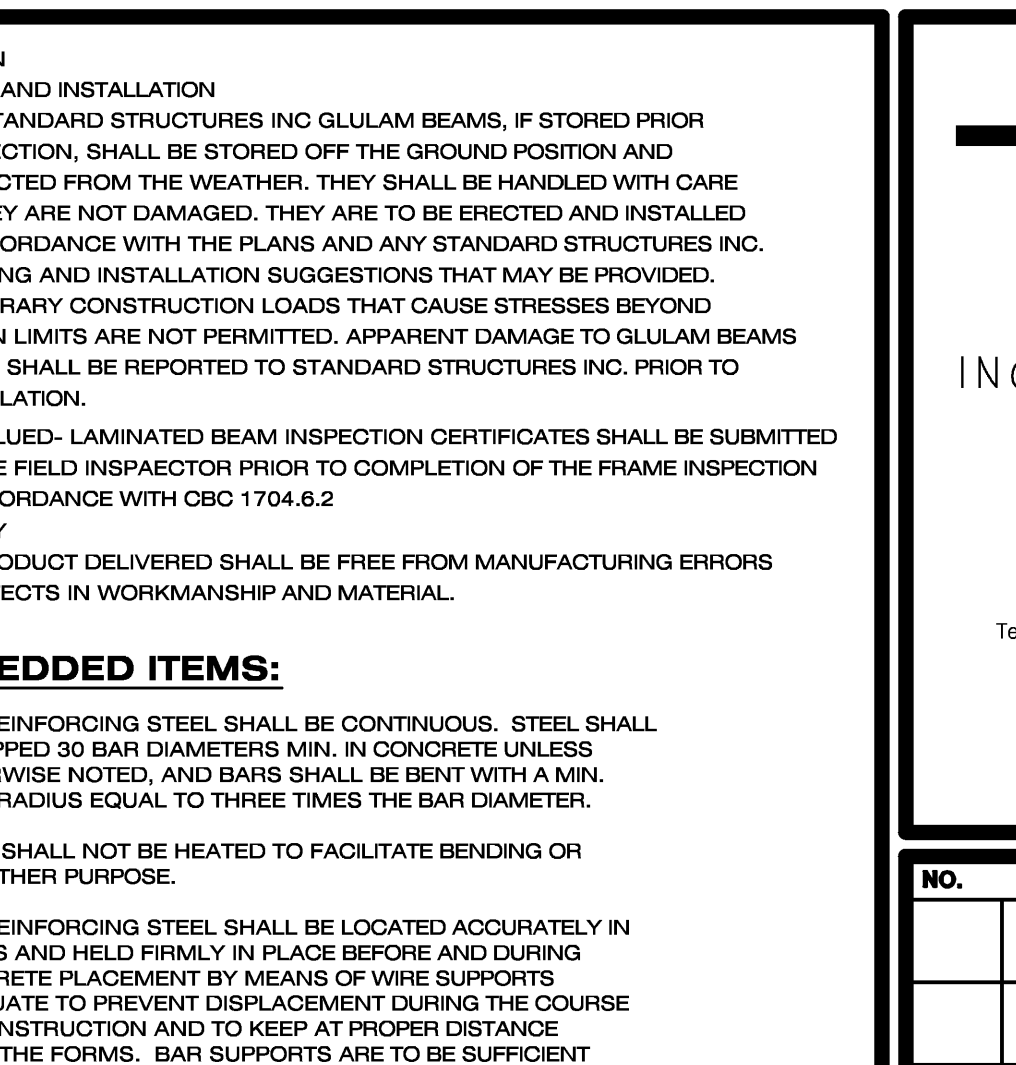 N
AND INSTALLATION
TANDARD STRUCTURES INC GLULAM BEAMS, IF STORED PRIOR
ECTION, SHALL BE STORED OFF THE GROUND POSITION AND
CTED FROM THE WEATHER. THEY SHALL BE HANDLED WITH CARE
EY ARE NOT DAMAGED. THEY ARE TO BE ERECTED AND INSTALLED
ORDANCE WITH THE PLANS AND ANY STANDARD STRUCTURES INC.
NG AND INSTALLATION SUGGESTIONS THAT MAY BE PROVIDED.
RARY CONSTRUCTION LOADS THAT CAUSE STRESSES BEYOND
N LIMITS ARE NOT PERMITTED. APPARENT DAMAGE TO GLULAM BEAMS
SHALL BE REPORTED TO STANDARD STRUCTURES INC. PRIOR TO
LATION.
LUED- LAMINATED BEAM INSPECTION CERTIFICATES SHALL BE SUBMITTED
E FIELD INSPAECTOR PRIOR TO COMPLETION OF THE FRAME INSPECTION
ORDANCE WITH CBC 1704.6.2
Y
ODUCT DELIVERED SHALL BE FREE FROM MANUFACTURING ERRORS
ECTS IN WORKMANSHIP AND MATERIAL.
EDDED ITEMS:
EINFORCING STEEL SHALL BE CONTINUOUS. STEEL SHALL
PPED 30 BAR DIAMETERS MIN. IN CONCRETE UNLESS
RWISE NOTED, AND BARS SHALL BE BENT WITH A MIN.
RADIUS EQUAL TO THREE TIMES THE BAR DIAMETER.
SHALL NOT BE HEATED TO FACILITATE BENDING OR
THER PURPOSE.
EINFORCING STEEL SHALL BE LOCATED ACCURATELY IN
S AND HELD FIRMLY IN PLACE BEFORE AND DURING
RETE PLACEMENT BY MEANS OF WIRE SUPPORTS
UATE TO PREVENT DISPLACEMENT DURING THE COURSE
NSTRUCTION AND TO KEEP AT PROPER DISTANCE
THE FORMS. BAR SUPPORTS ARE TO BE SUFFICIENT
IN
Te
NO.